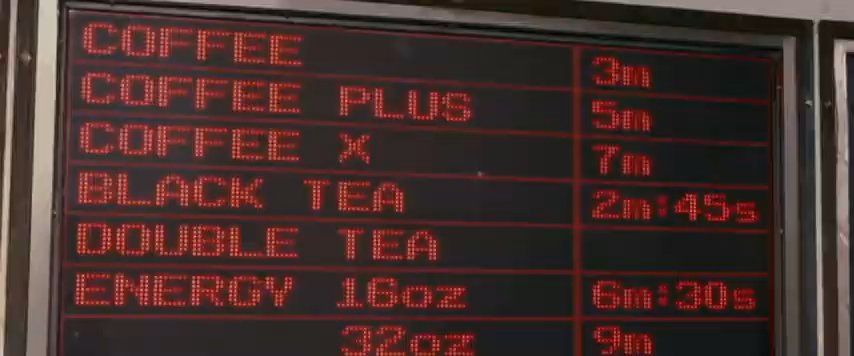 COFFEE 3m
COFFEE PLUS 5m
COFFEE X 7m
BLACK TEA 2m:45s
DOUBLE TEA
ENERGY 16oz 6m:30s
32oz 9m